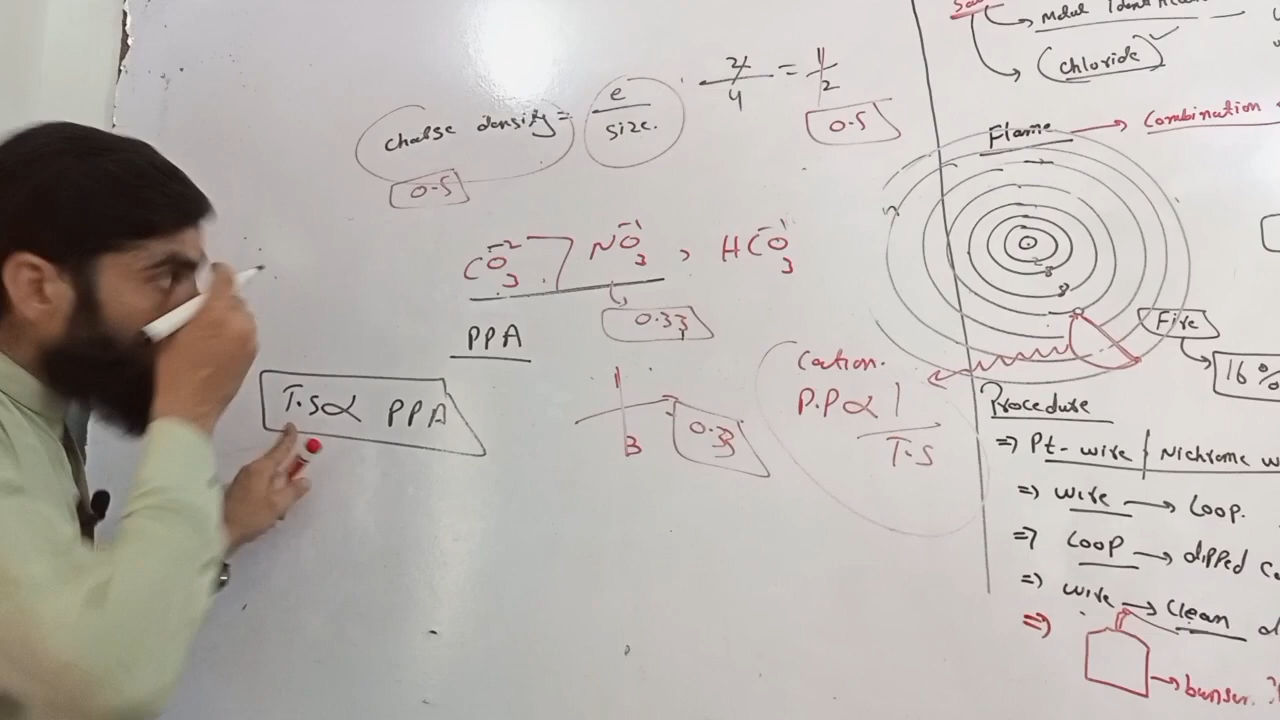 charge density = e / size.
2 / 4 = 1 / 2
0.5
0.5
CO3-2 NO3-1 , HCO3-1
0.33
PPA
T.S ∝ PPA
1 / 3
0.33
Cation.
P.P ∝ 1 / T.S
→ Metal
→ (Chloride)
Flame → Combination
Fire
16%
Procedure
⇒ Pt-wire / Nichrome
⇒ wire → Loop.
⇒ Loop → dipped
⇒ wire → Clean
⇒